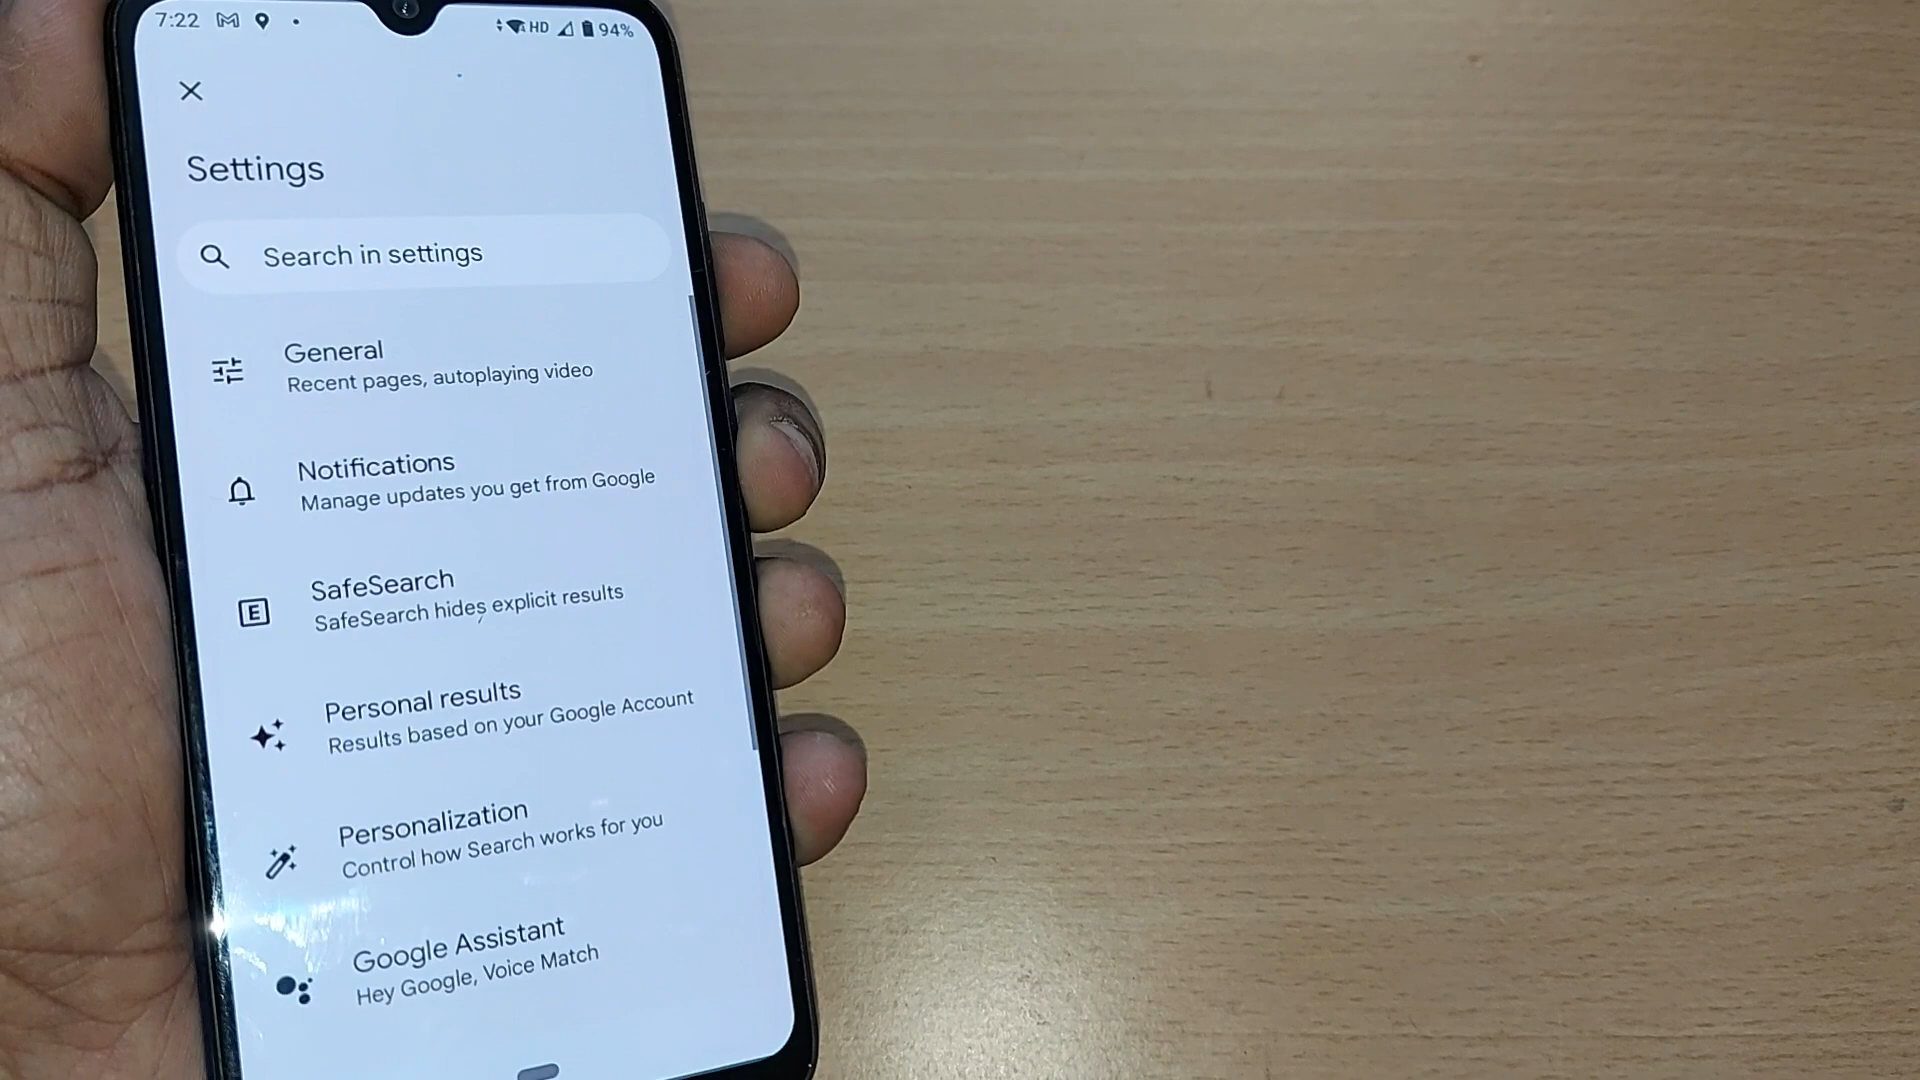 7:22 HD 94%
Settings
Search in settings
General
Recent pages, autoplaying video
Notifications
Manage updates you get from Google
E
SafeSearch
SafeSearch hides explicit results
Personal results
Results based on your Google Account
Personalization
Control how Search works for you
Google Assistant
Hey Google, Voice Match